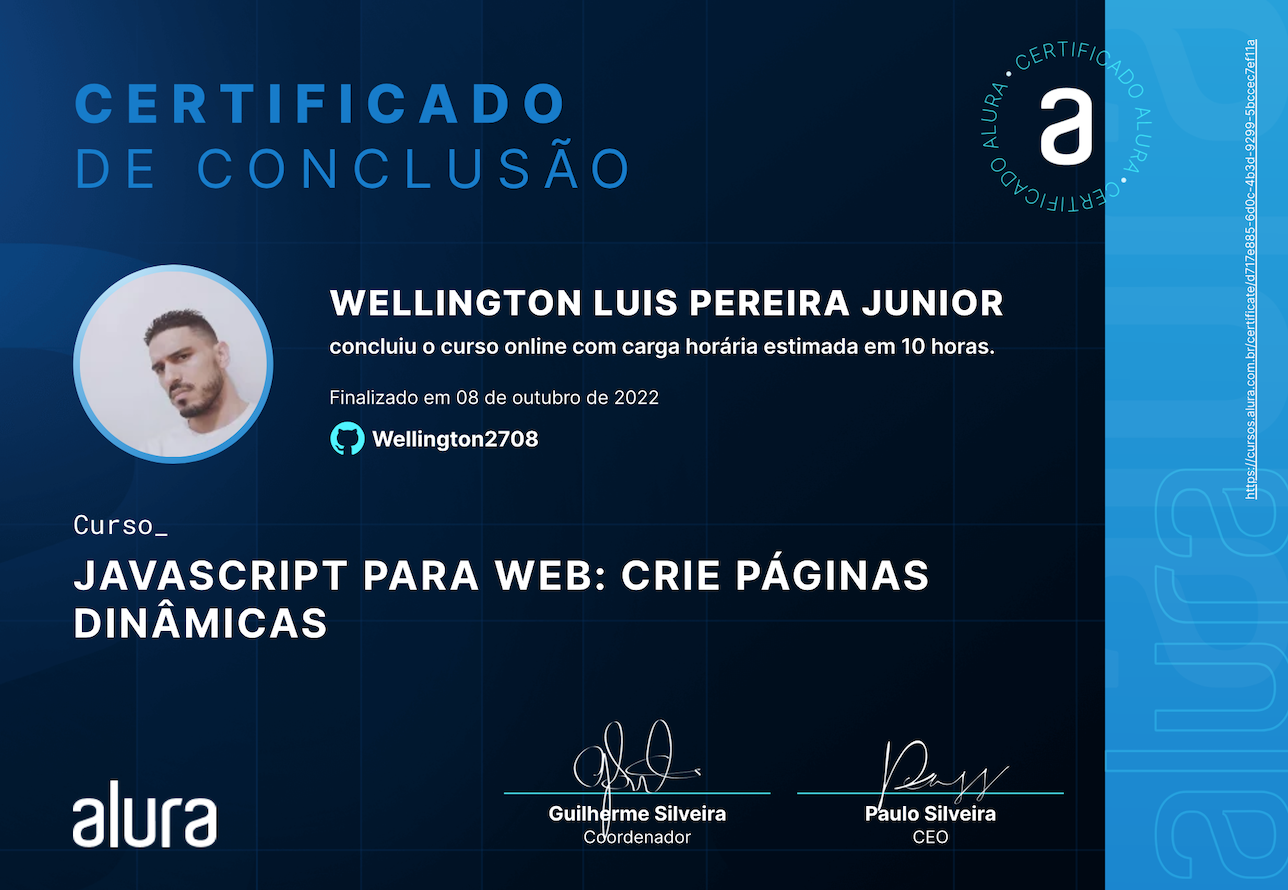 CERTIFICADO
DE CONCLUSÃO
CERTIFICADO ALURA • CERTIFICADO ALURA •
a
WELLINGTON LUIS PEREIRA JUNIOR
concluiu o curso online com carga horária estimada em 10 horas.
Finalizado em 08 de outubro de 2022
Wellington2708
Curso_
JAVASCRIPT PARA WEB: CRIE PÁGINAS
DINÂMICAS
alura
Guilherme Silveira
Coordenador
Paulo Silveira
CEO
https://cursos.alura.com.br/certificate/d717e885-6d0c-4b3d-9299-5bccec7ef11a
alura